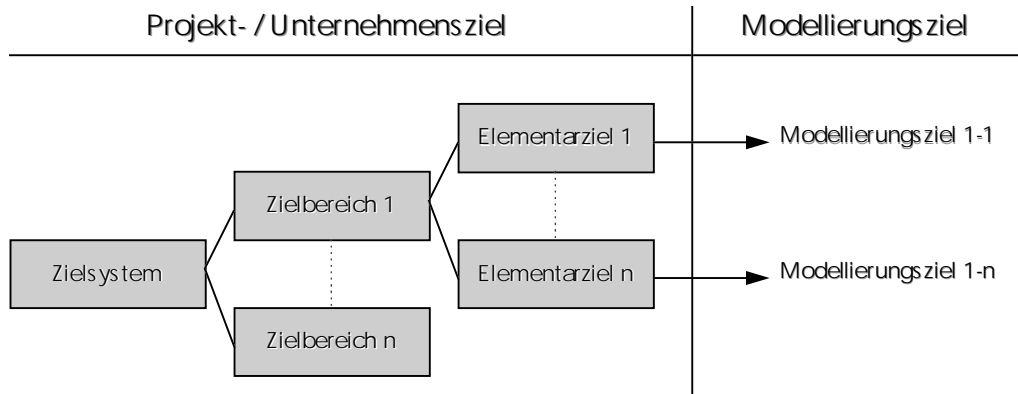 Projekt- / Unternehmensziel
Modellierungsziel
Elementarziel 1
Modellierungsziel 1-1
Zielbereich 1
Zielsystem
Elementarziel n
Modellierungsziel 1-n
Zielbereich n